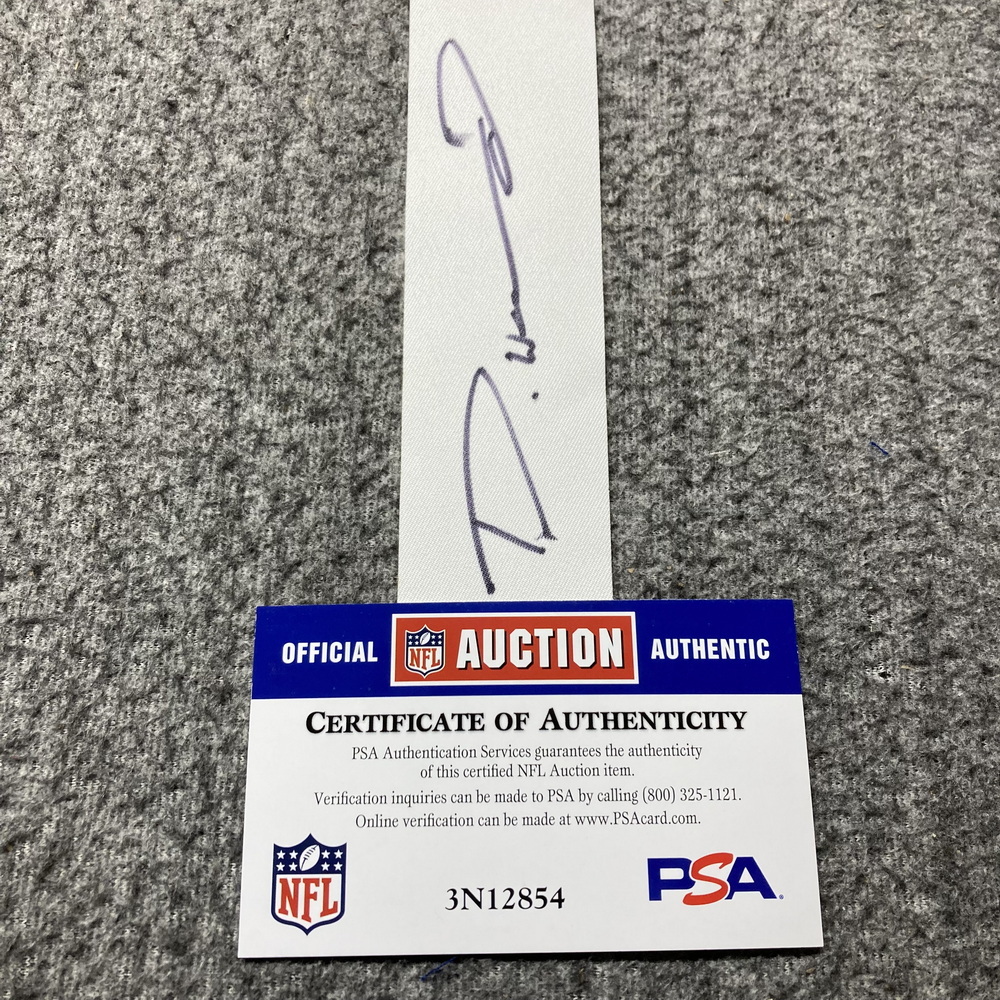 OFFICIAL NFL AUCTION AUTHENTIC
CERTIFICATE OF AUTHENTICITY
PSA Authentication Services guarantees the authenticity
of this certified NFL Auction item.
Verification inquiries can be made to PSA by calling (800) 325-1121.
Online verification can be made at www.PSAcard.com.
NFL
3N12854
PSA